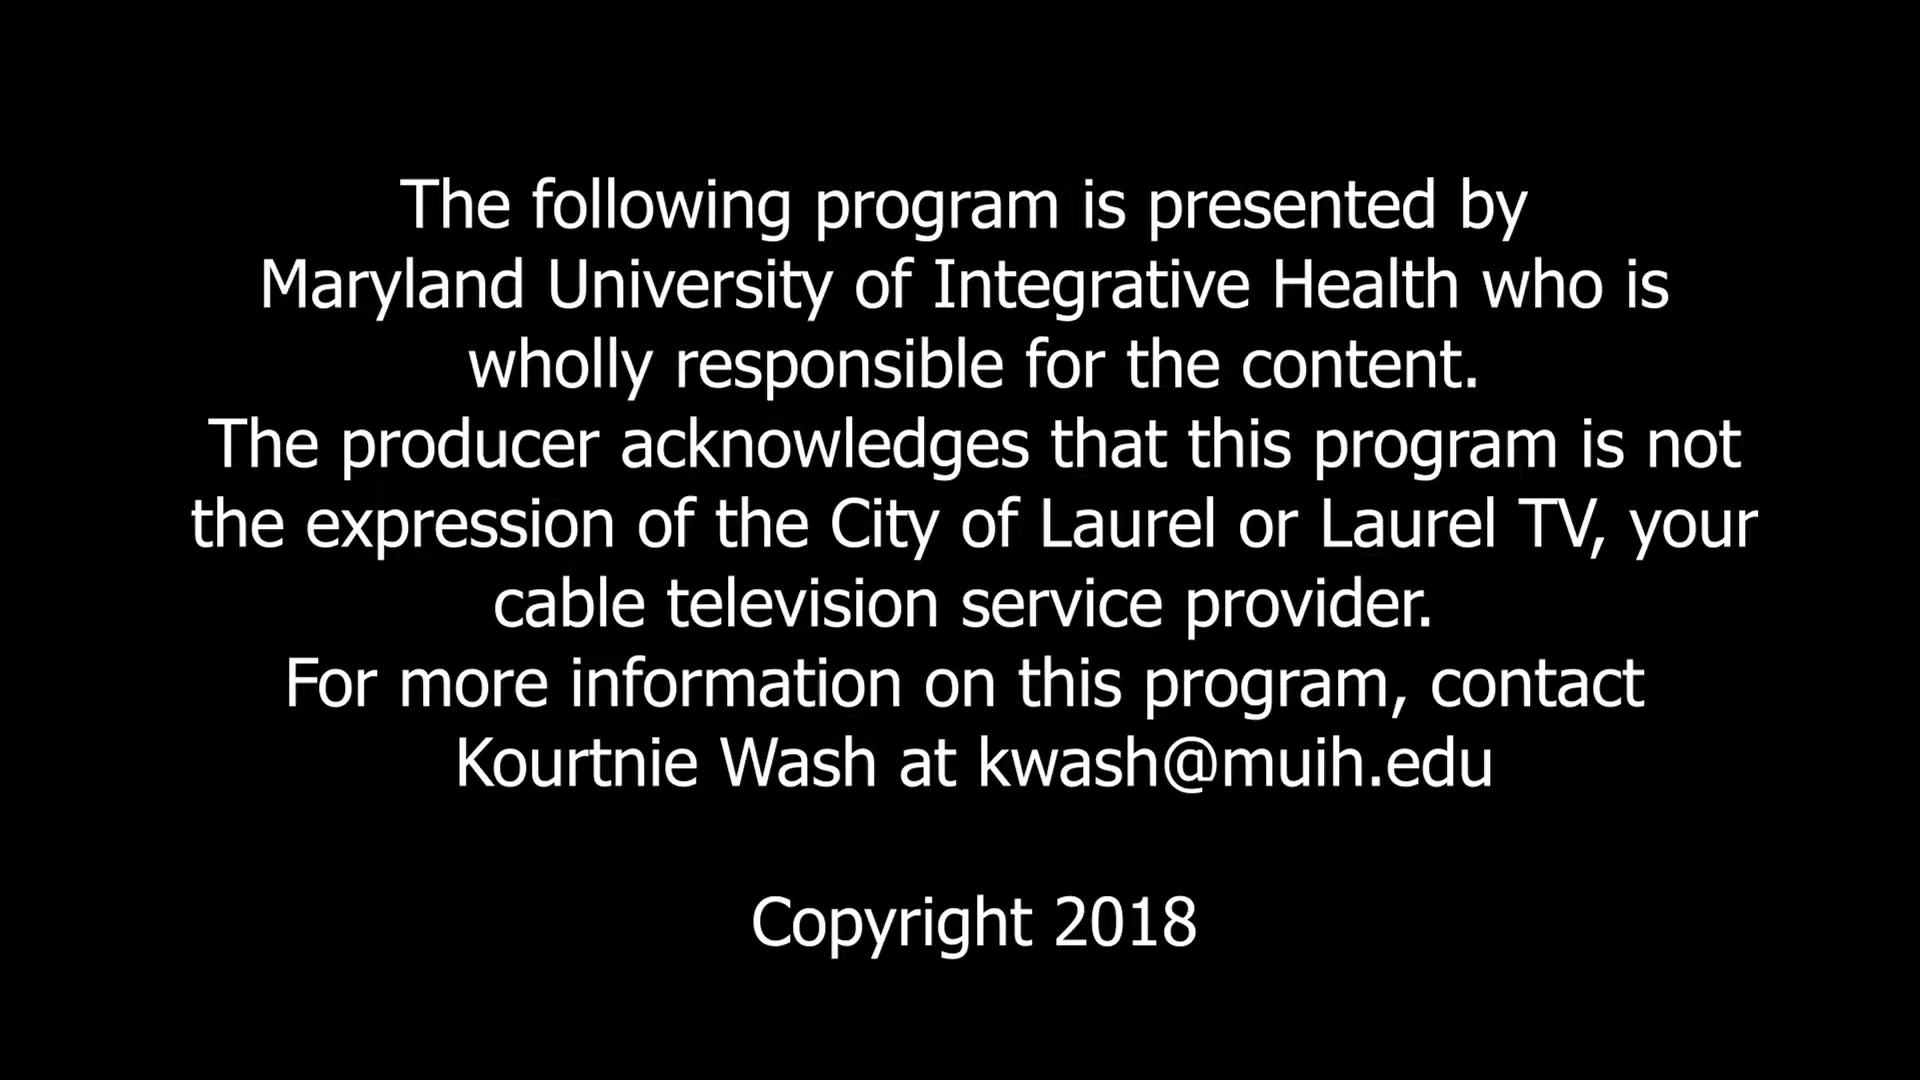 The following program is presented by
Maryland University of Integrative Health who is
wholly responsible for the content.
The producer acknowledges that this program is not
the expression of the City of Laurel or Laurel TV, your
cable television service provider.
For more information on this program, contact
Kourtnie Wash at kwash@muih.edu
Copyright 2018